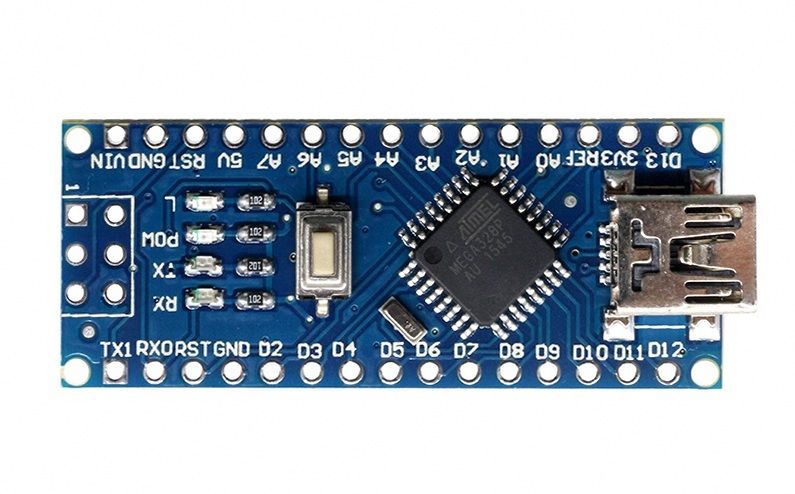 VIN GND RST 5V A7 A6 A5 A4 A3 A2 A1 A0 REF 3V3 D13
1
L 102
POW 102
TX 201
RX 102
ATMEL
MEGA328P
AU 1545
TX1 RX0 RST GND D2 D3 D4 D5 D6 D7 D8 D9 D10 D11 D12